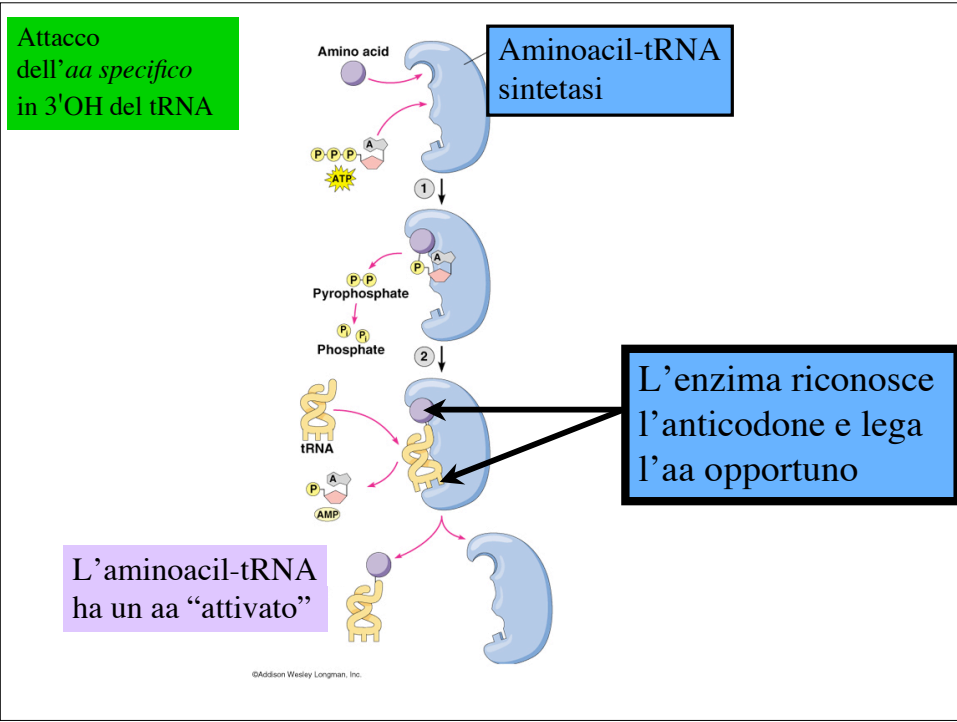 Attacco
dell’aa specifico
in 3'OH del tRNA
Amino acid
Aminoacil-tRNA
sintetasi
A
P P P
ATP
1
A
P
P P
Pyrophosphate
Pi Pi
Phosphate
2
L’enzima riconosce
l’anticodone e lega
l’aa opportuno
tRNA
A
P
AMP
L’aminoacil-tRNA
ha un aa “attivato”
©Addison Wesley Longman, Inc.